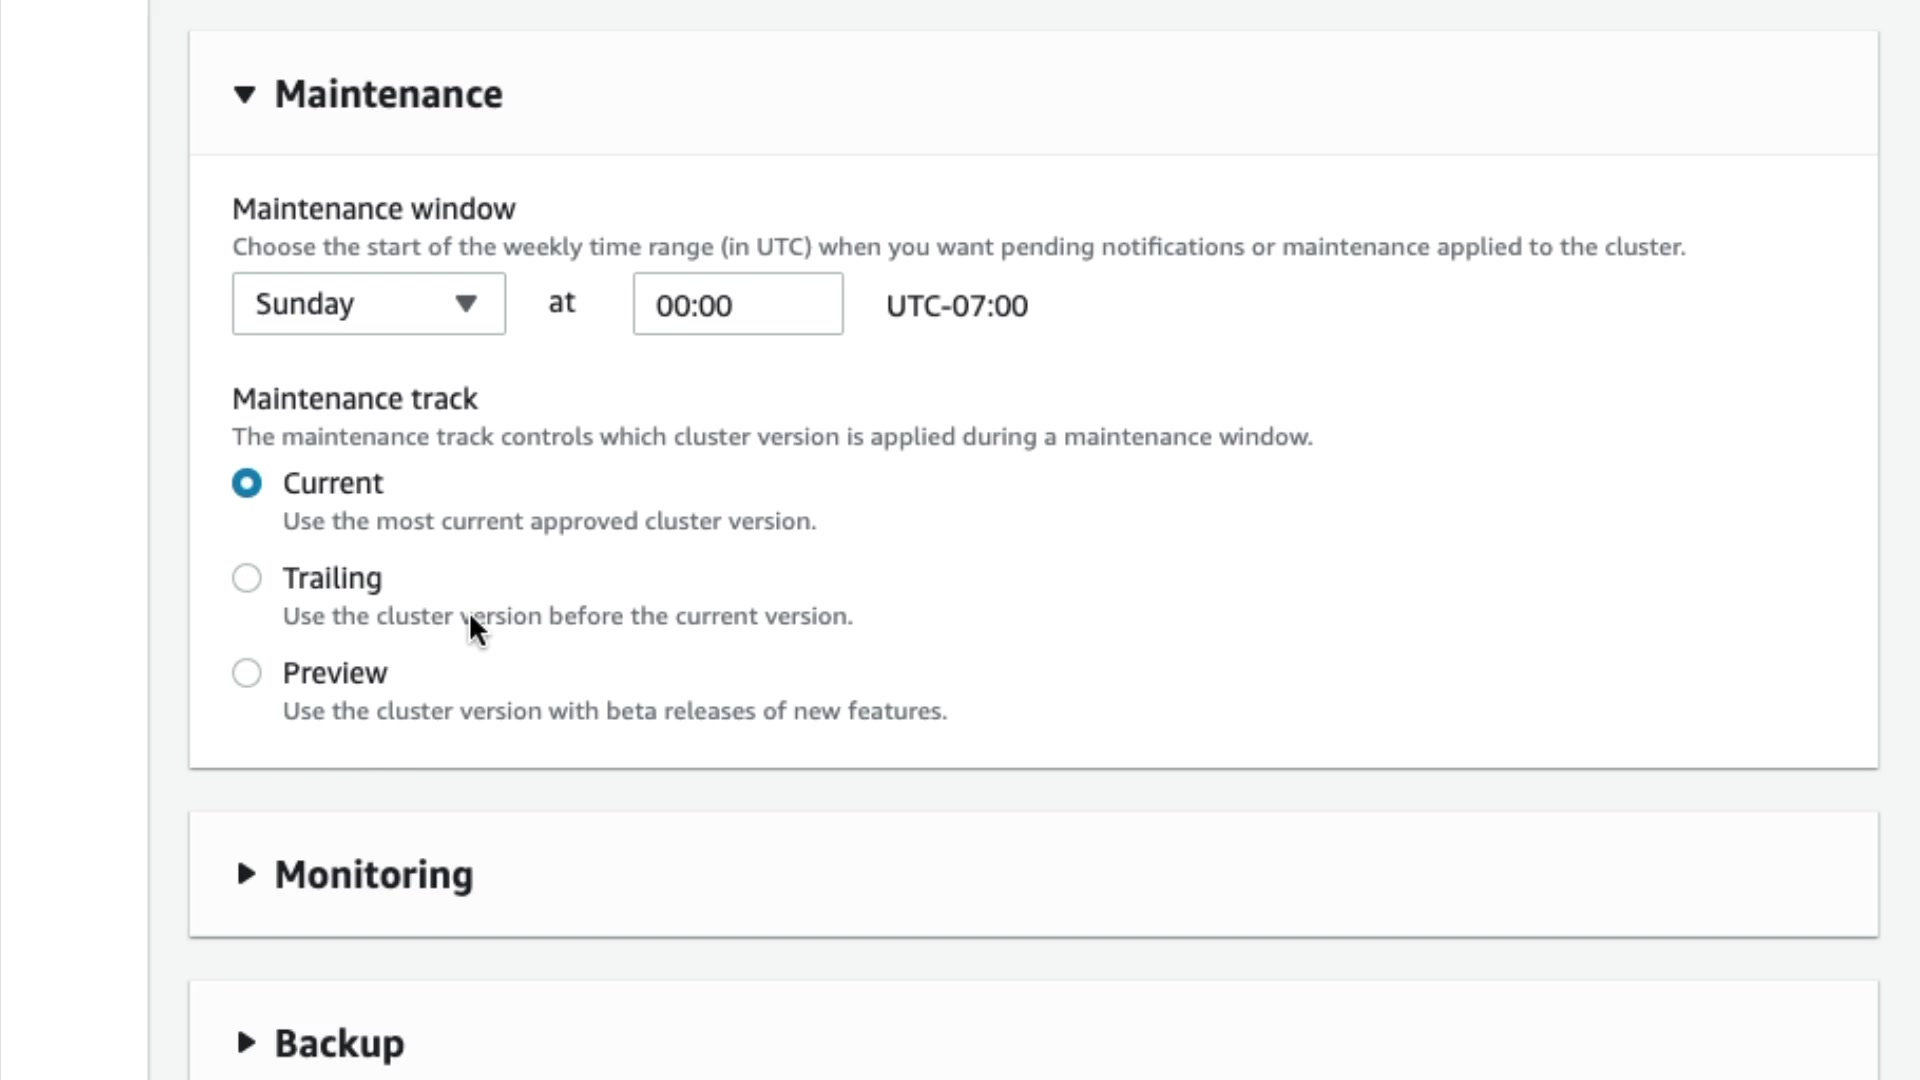 Maintenance
Maintenance window
Choose the start of the weekly time range (in UTC) when you want pending notifications or maintenance applied to the cluster.
Sunday at 00:00 UTC-07:00
Maintenance track
The maintenance track controls which cluster version is applied during a maintenance window.
Current
Use the most current approved cluster version.
Trailing
Use the cluster version before the current version.
Preview
Use the cluster version with beta releases of new features.
Monitoring
Backup